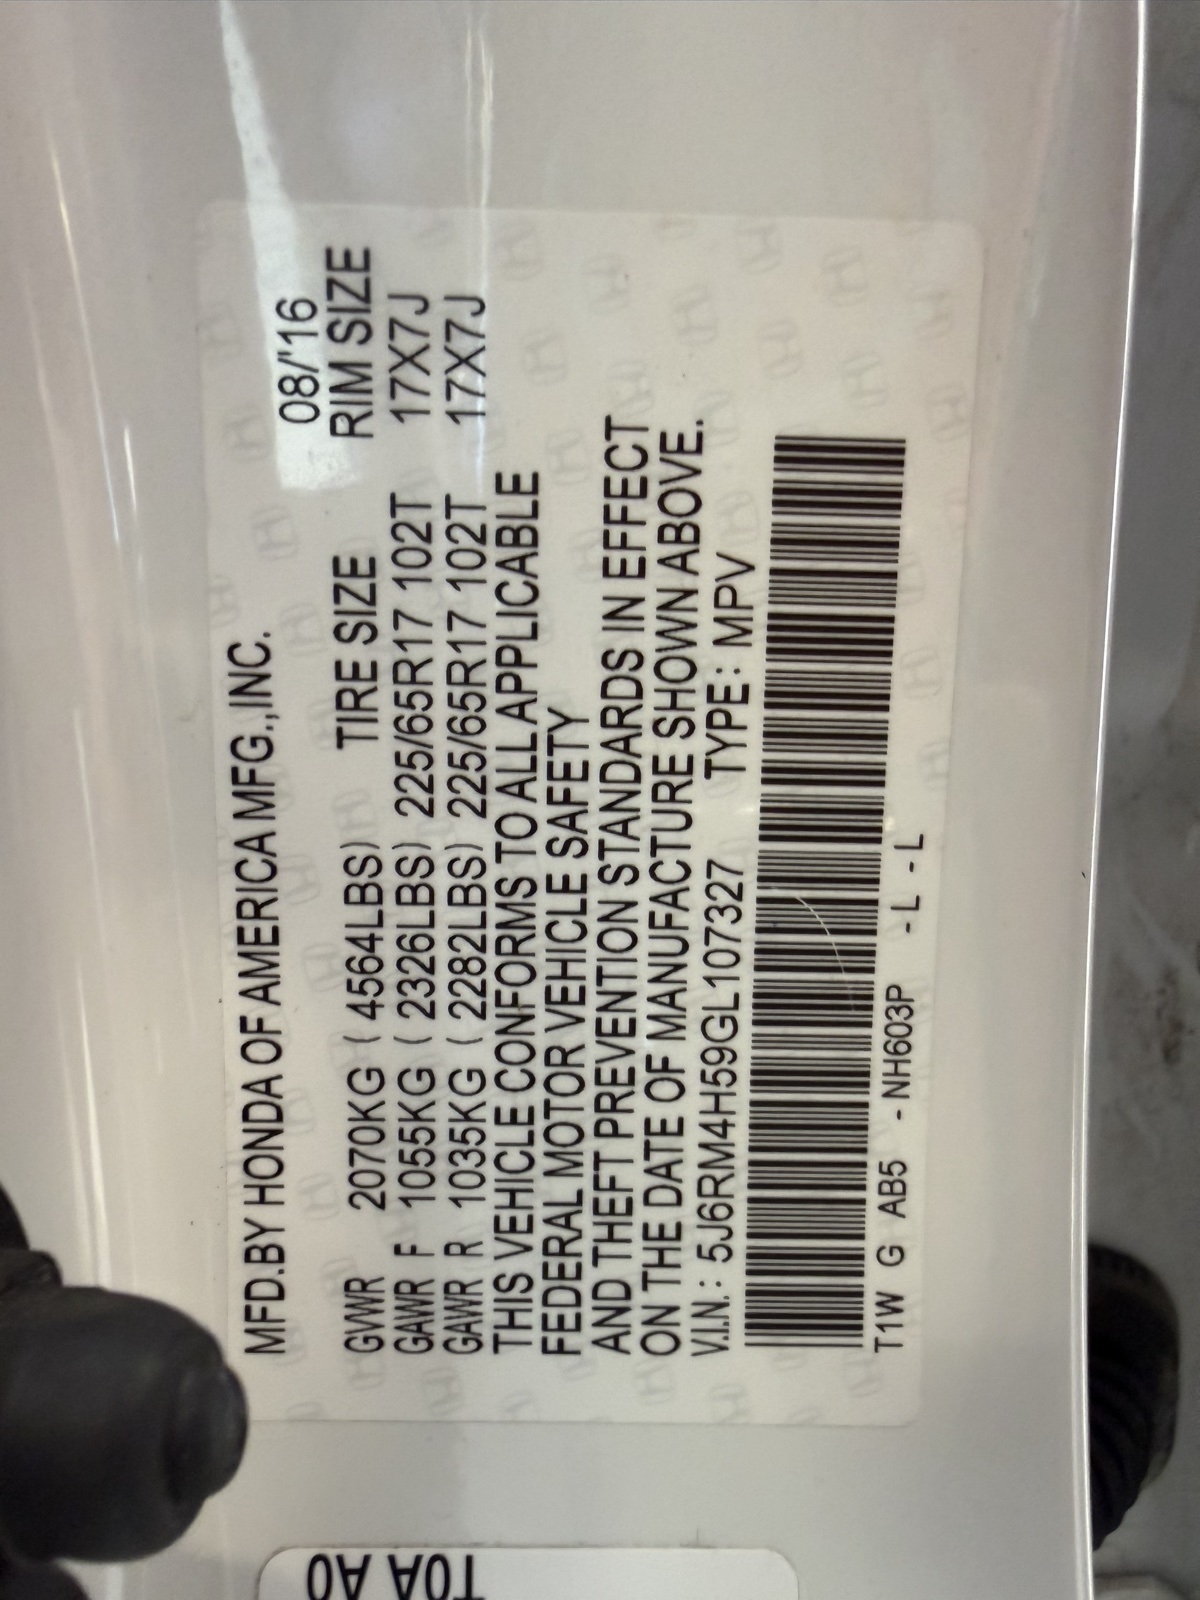 MFD.BY HONDA OF AMERICA MFG.,INC.
08/'16
TIRE SIZE RIM SIZE
GVWR 2070KG ( 4564LBS)
GAWR F 1055KG ( 2326LBS) 225/65R17 102T 17X7J
GAWR R 1035KG ( 2282LBS) 225/65R17 102T 17X7J
THIS VEHICLE CONFORMS TO ALL APPLICABLE
FEDERAL MOTOR VEHICLE SAFETY
AND THEFT PREVENTION STANDARDS IN EFFECT
ON THE DATE OF MANUFACTURE SHOWN ABOVE.
V.I.N.: 5J6RM4H59GL107327 TYPE: MPV
T1W G AB5 -NH603P -L -L
T0A A0